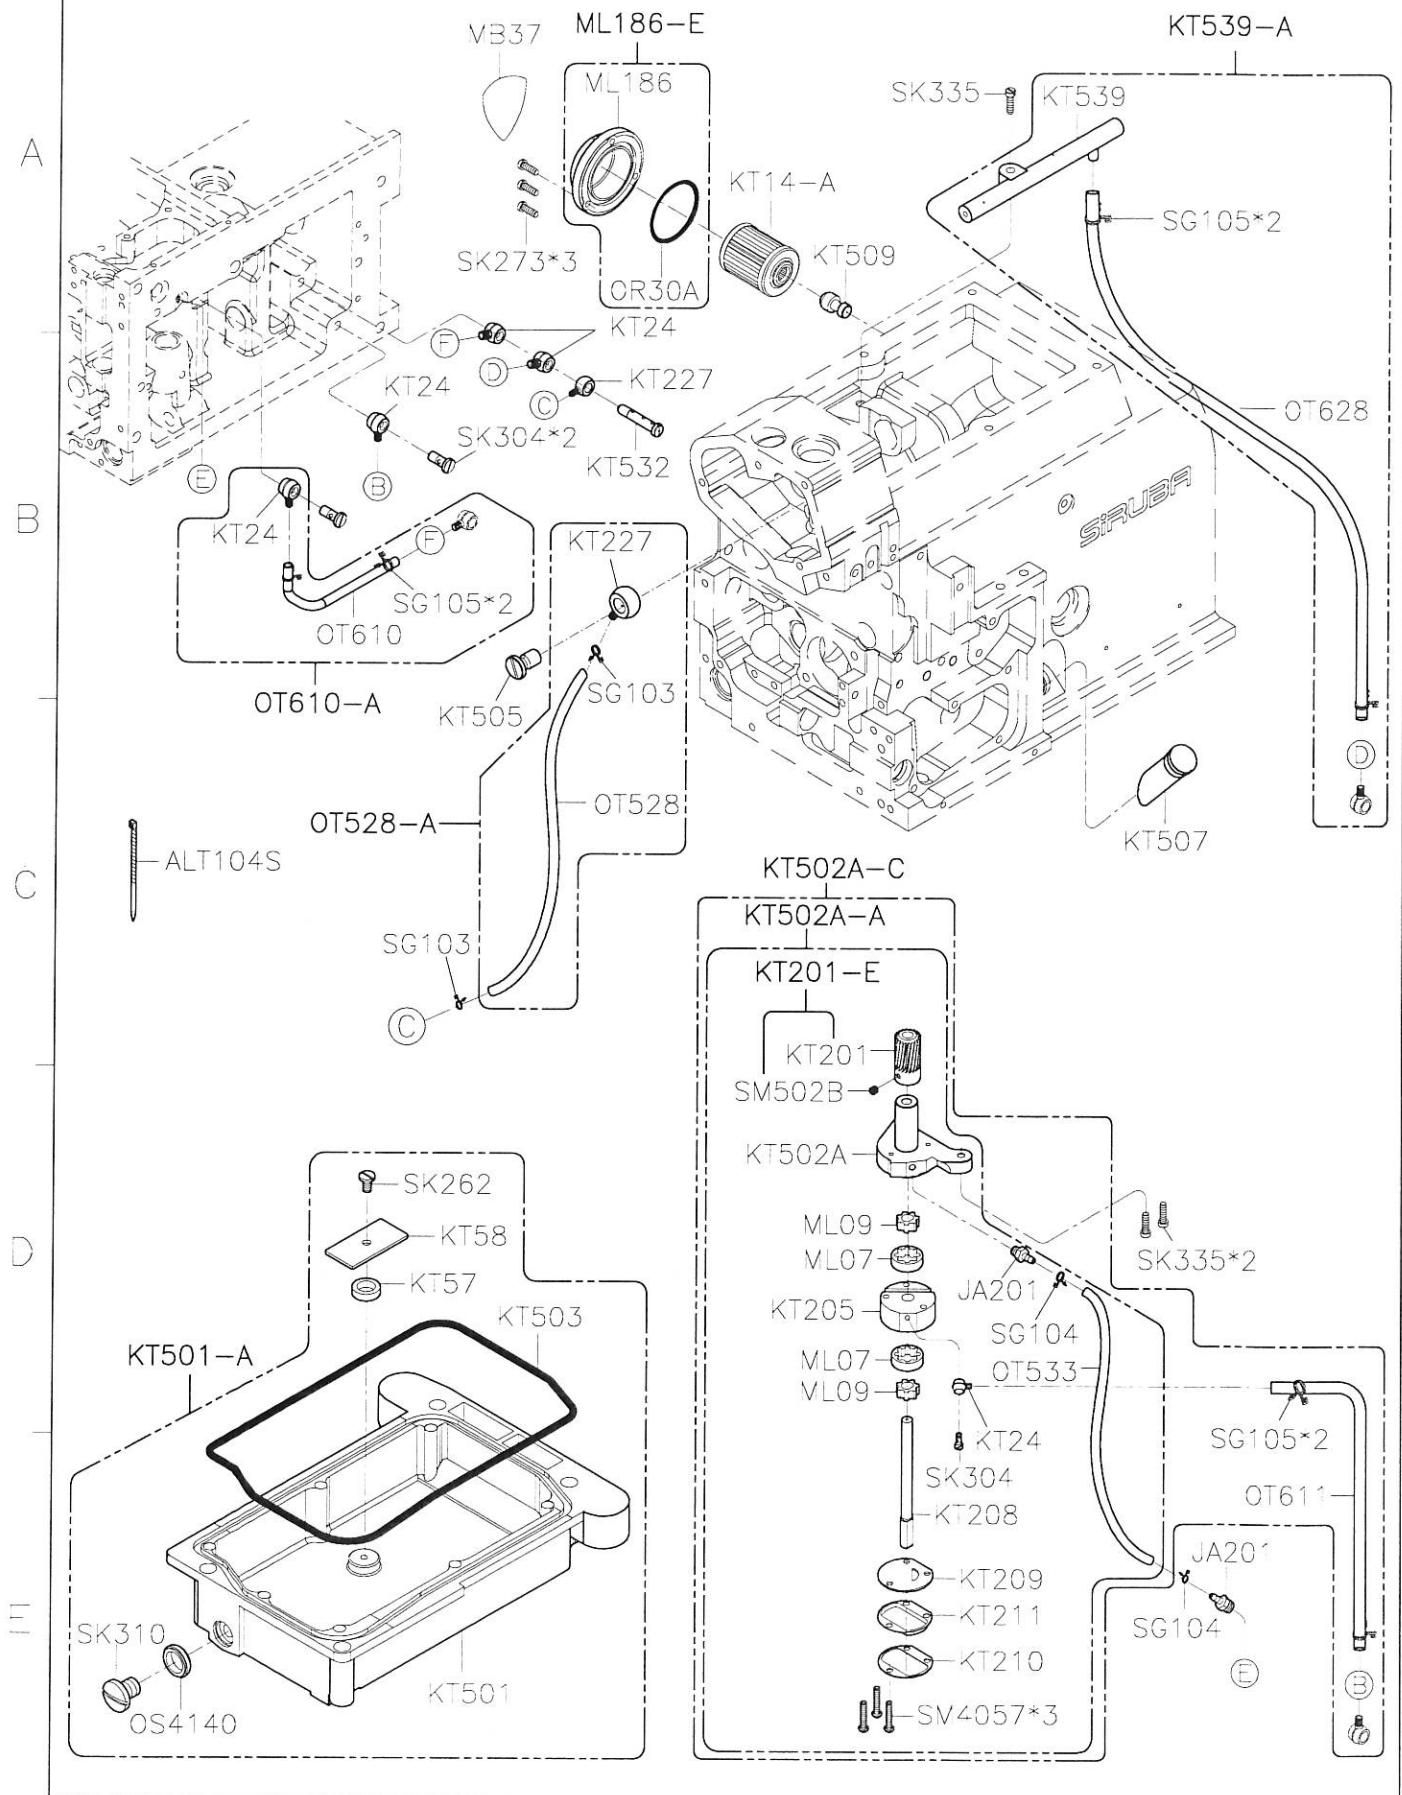 ML186-E
KT539-A
MB37
ML186
SK335
KT539
A
KT14-A
SG105*2
KT509
SK273*3
OR30A
KT24
F
D
KT24
KT227
C
OT628
SK304*2
KT532
E
B
B
SiRUBA
KT24
F
KT227
SG105*2
OT610
SG103
OT610-A
KT505
D
OT528
OT528-A
KT507
ALT104S
KT502A-C
C
KT502A-A
SG103
KT201-E
C
KT201
SM502B
KT502A
SK262
ML09
KT58
D
ML07
SK335*2
KT57
JA201
KT205
KT503
SG104
KT501-A
ML07
OT533
ML09
KT24
SG105*2
SK304
OT611
KT208
JA201
KT209
E
KT211
SG104
SK310
KT210
E
B
KT501
OS4140
SM4057*3